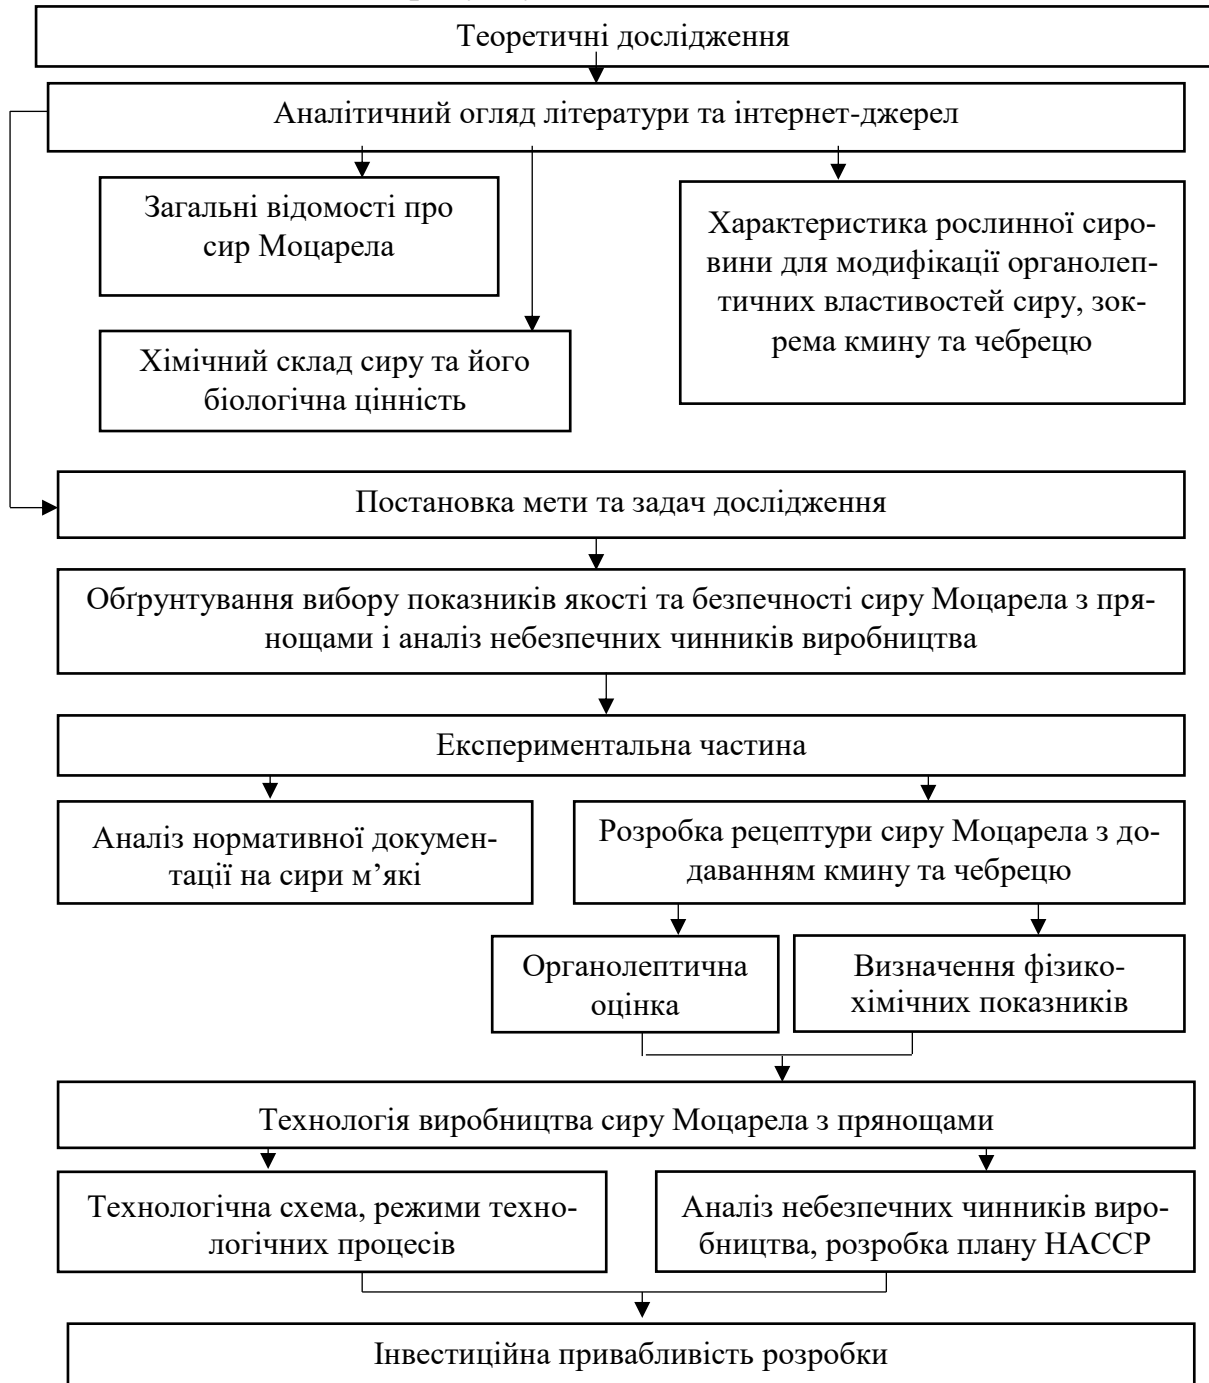 Теоретичні дослідження
Аналітичний огляд літератури та інтернет-джерел
Загальні відомості про
сир Моцарела
Характеристика рослинної сиро-
вини для модифікації органолеп-
тичних властивостей сиру, зок-
рема кмину та чебрецю
Хімічний склад сиру та його
біологічна цінність
Постановка мети та задач дослідження
Обґрунтування вибору показників якості та безпечності сиру Моцарела з пря-
нощами і аналіз небезпечних чинників виробництва
Експериментальна частина
Аналіз нормативної докумен-
тації на сири м’які
Розробка рецептури сиру Моцарела з до-
даванням кмину та чебрецю
Органолептична
оцінка
Визначення фізико-
хімічних показників
Технологія виробництва сиру Моцарела з прянощами
Технологічна схема, режими техно-
логічних процесів
Аналіз небезпечних чинників виро-
бництва, розробка плану НАССР
Інвестиційна привабливість розробки